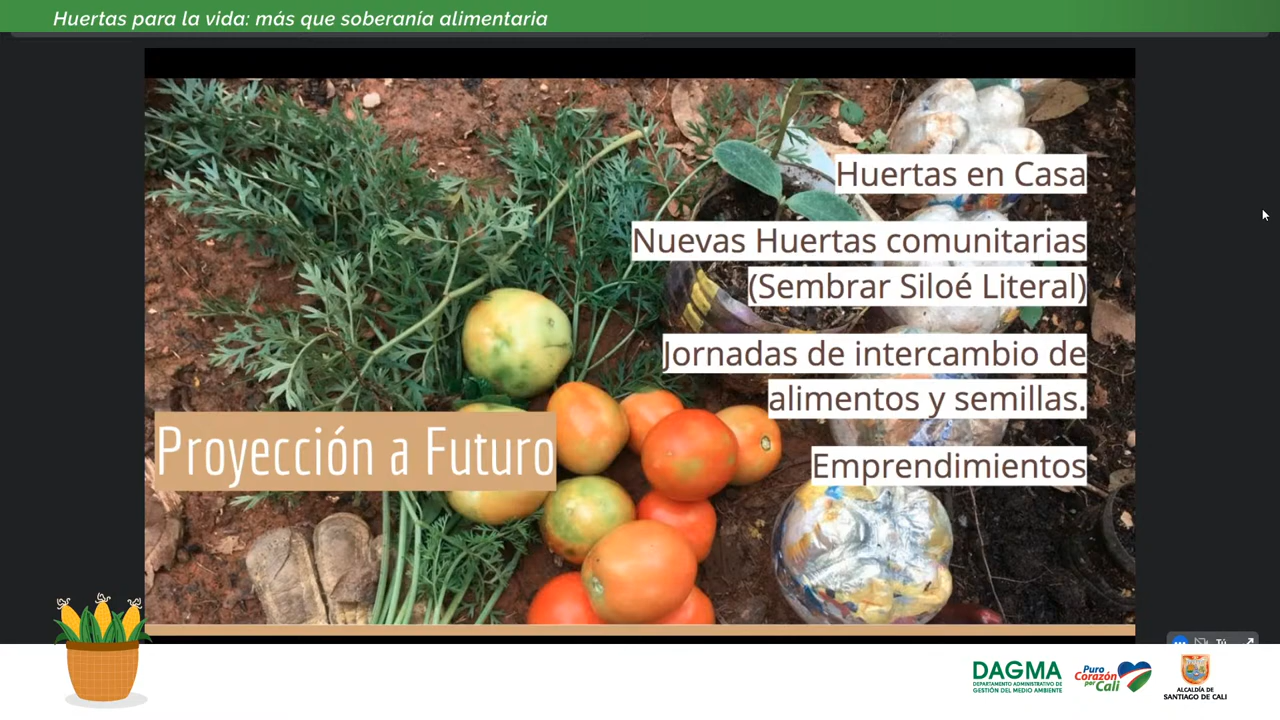 Huertas para la vida: más que soberanía alimentaria
Huertas en Casa
Nuevas Huertas comunitarias
(Sembrar Siloé Literal)
Jornadas de intercambio de
alimentos y semillas.
Emprendimientos
Proyección a Futuro
Tú
DAGMA
DEPARTAMENTO ADMINISTRATIVO DE
GESTIÓN DEL MEDIO AMBIENTE
Puro
Corazón
por Cali
ALCALDÍA DE
SANTIAGO DE CALI